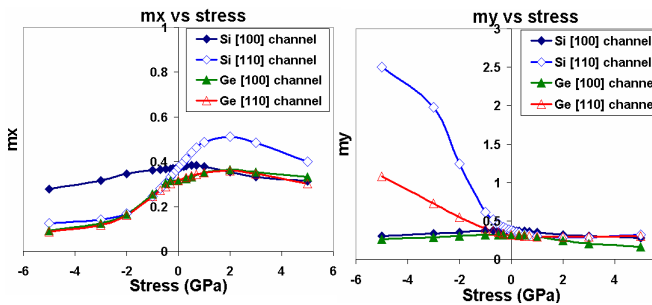 mx vs stress
1
0.8
0.6
0.4
0.2
0
-6
-4
-2
0
2
4
6
mx
Stress (GPa)
Si [100] channel
Si [110] channel
Ge [100] channel
Ge [110] channel
my vs stress
3
2.5
2
1.5
1
0.5
0
-6
-4
-2
0
2
4
6
my
Stress (GPa)
Si [100] channel
Si [110] channel
Ge [100] channel
Ge [110] channel